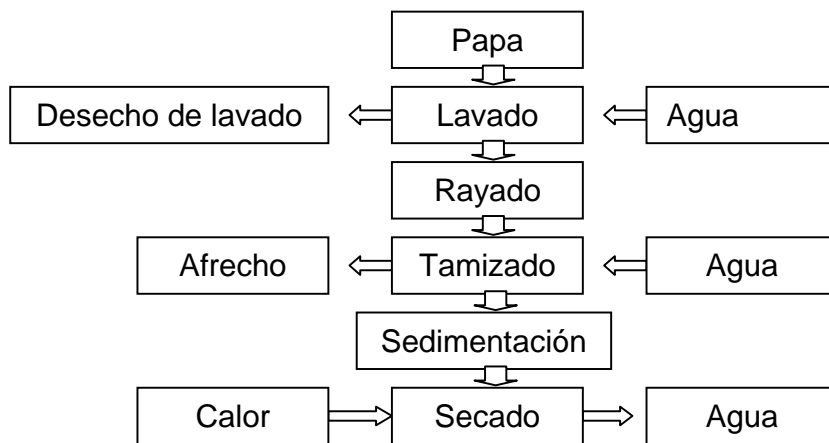 Papa
Desecho de lavado
Lavado
Agua
Rayado
Afrecho
Tamizado
Agua
Sedimentación
Calor
Secado
Agua